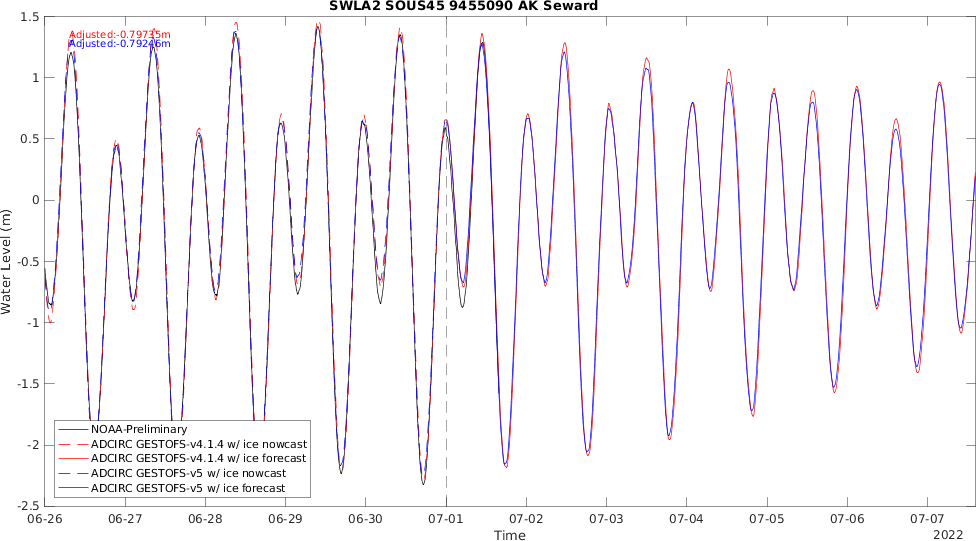 SWLA2 SOUS45 9455090 AK Seward
Adjusted:-0.79735m
Adjusted:-0.79246m
1.5
1
0.5
0
-0.5
-1
-1.5
-2
-2.5
Water Level (m)
NOAA-Preliminary
ADCIRC GESTOFS-v4.1.4 w/ ice nowcast
ADCIRC GESTOFS-v4.1.4 w/ ice forecast
ADCIRC GESTOFS-v5 w/ ice nowcast
ADCIRC GESTOFS-v5 w/ ice forecast
06-26 06-27 06-28 06-29 06-30 07-01 07-02 07-03 07-04 07-05 07-06 07-07
Time
2022